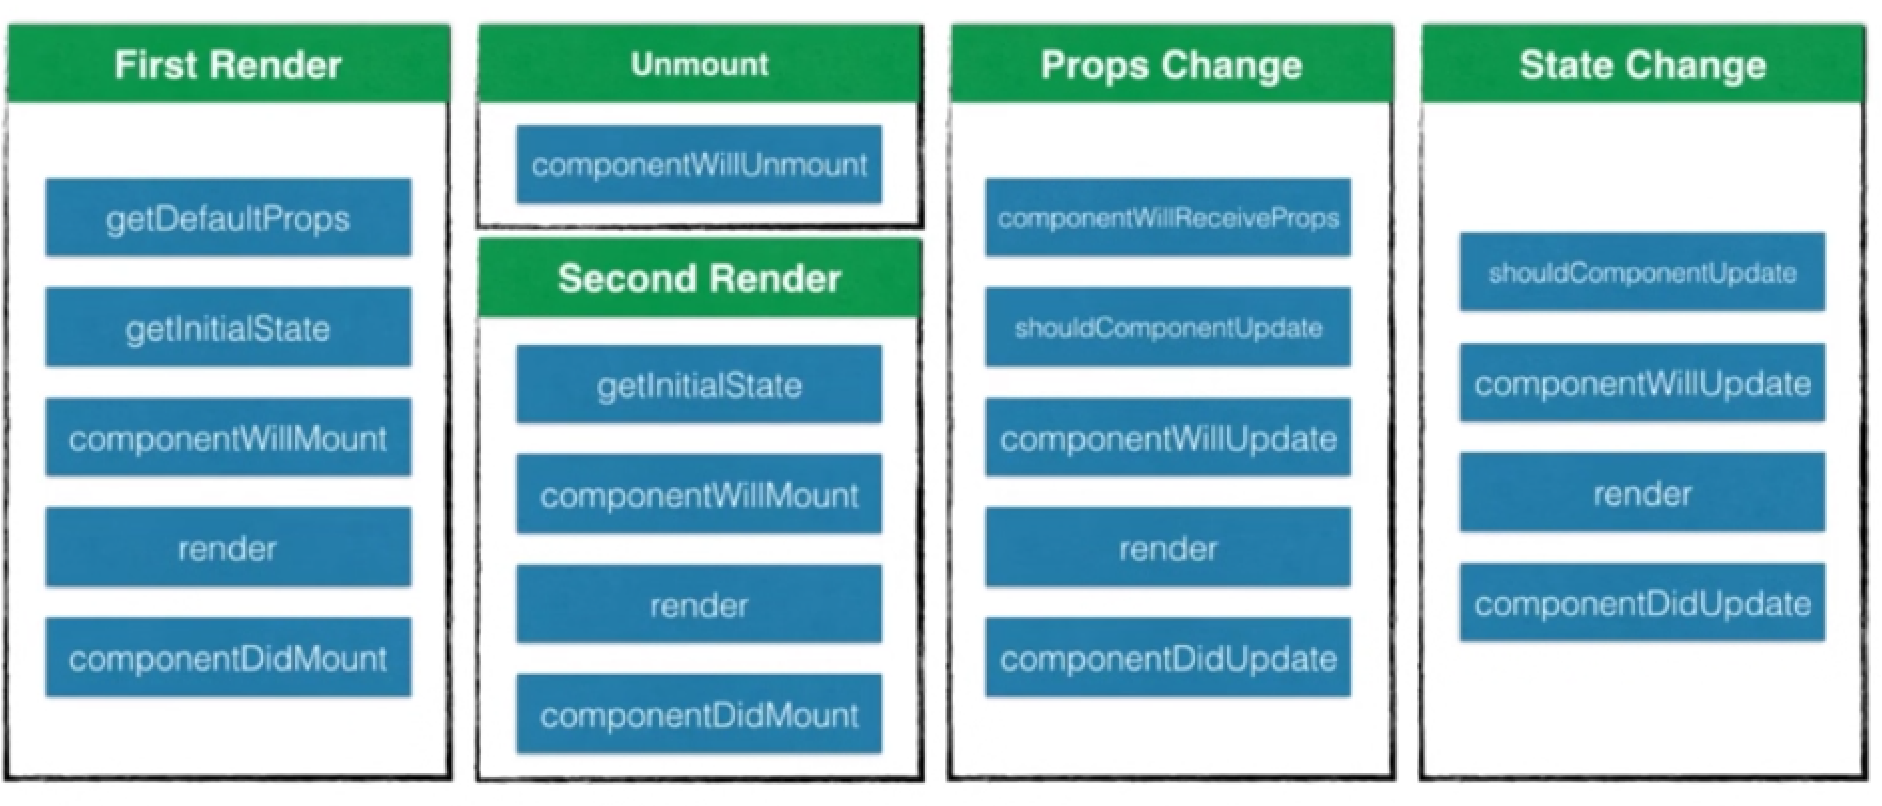 First Render
getDefaultProps
getInitialState
componentWillMount
render
componentDidMount
Unmount
componentWillUnmount
Second Render
getInitialState
componentWillMount
render
componentDidMount
Props Change
componentWillReceiveProps
shouldComponentUpdate
componentWillUpdate
render
componentDidUpdate
State Change
shouldComponentUpdate
componentWillUpdate
render
componentDidUpdate